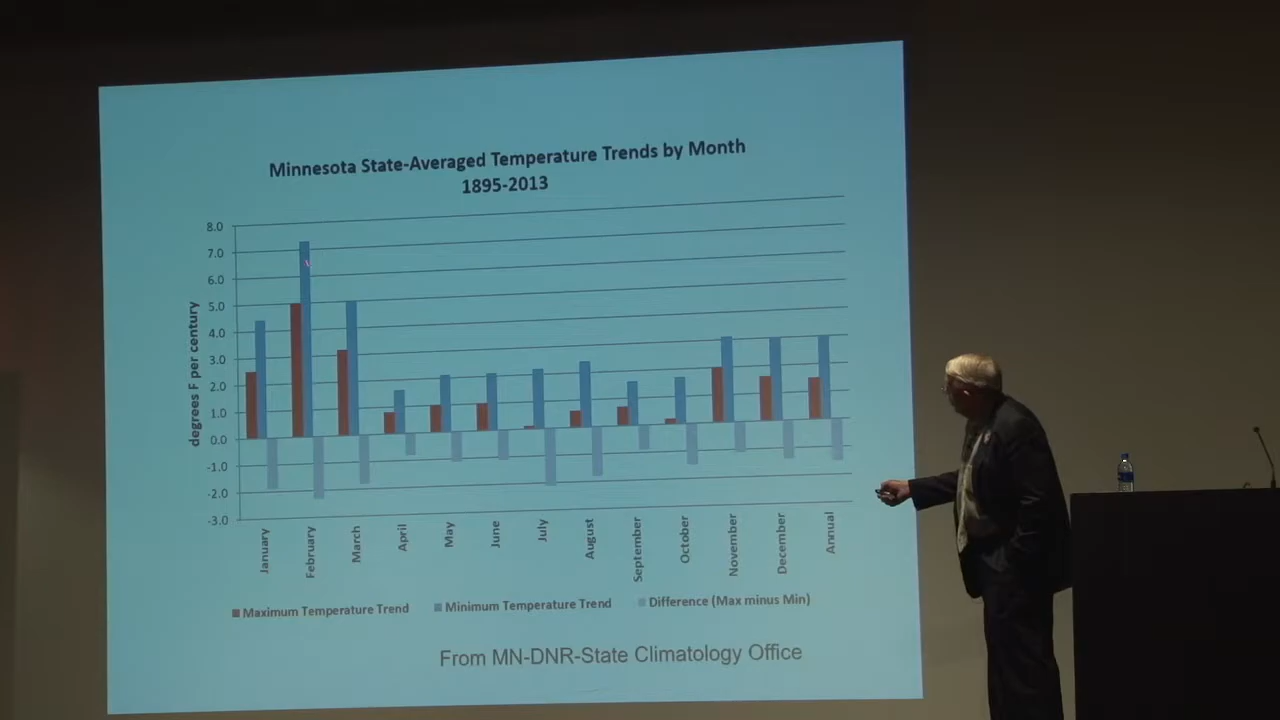 Minnesota State-Averaged Temperature Trends by Month
1895-2013
degrees F per century
8.0
7.0
6.0
5.0
4.0
3.0
2.0
1.0
0.0
-1.0
-2.0
-3.0
January
February
March
April
May
June
July
August
September
October
November
December
Annual
Maximum Temperature Trend
Minimum Temperature Trend
Difference (Max minus Min)
From MN-DNR-State Climatology Office